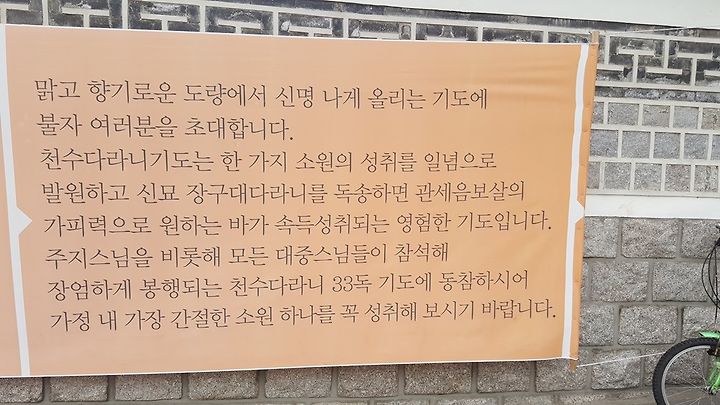 맑고 향기로운 도량에서 신명 나게 올리는 기도에
불자 여러분을 초대합니다.
천수다라니기도는 한 가지 소원의 성취를 일념으로
발원하고 신묘 장구대다라니를 독송하면 관세음보살의
가피력으로 원하는 바가 속득성취되는 영험한 기도입니다.
주지스님을 비롯해 모든 대중스님들이 참석해
장엄하게 봉행되는 천수다라니 33독 기도에 동참하시어
가정 내 가장 간절한 소원 하나를 꼭 성취해 보시기 바랍니다.